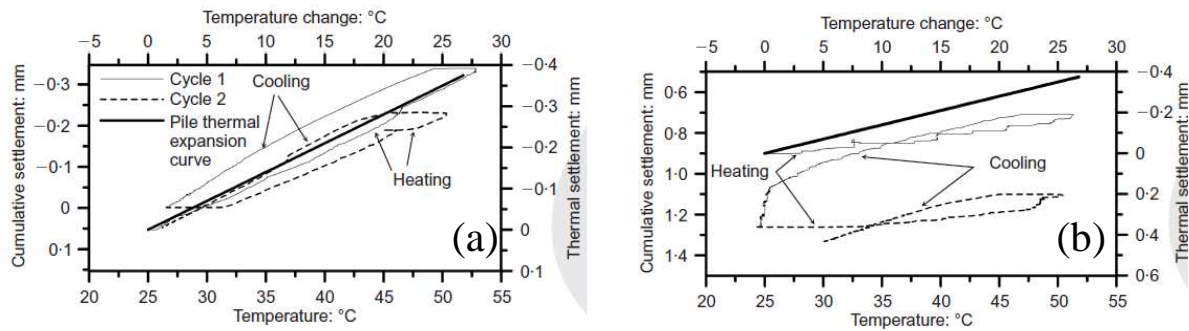 Temperature change: °C
−5 0 5 10 15 20 25 30
Cumulative settlement: mm
−0·3
−0·2
−0·1
0
0·1
Cycle 1
Cycle 2
Pile thermal
expansion
curve
Cooling
Heating
(a)
−0·4
−0·3
−0·2
−0·1
0
0·1
Thermal settlement: mm
20 25 30 35 40 45 50 55
Temperature: °C
Temperature change: °C
−5 0 5 10 15 20 25 30
Cumulative settlement: mm
0·6
0·8
1·0
1·2
1·4
Heating
Cooling
(b)
−0·4
−0·2
0
0·2
0·4
0·6
Thermal settlement: mm
20 25 30 35 40 45 50 55
Temperature: °C